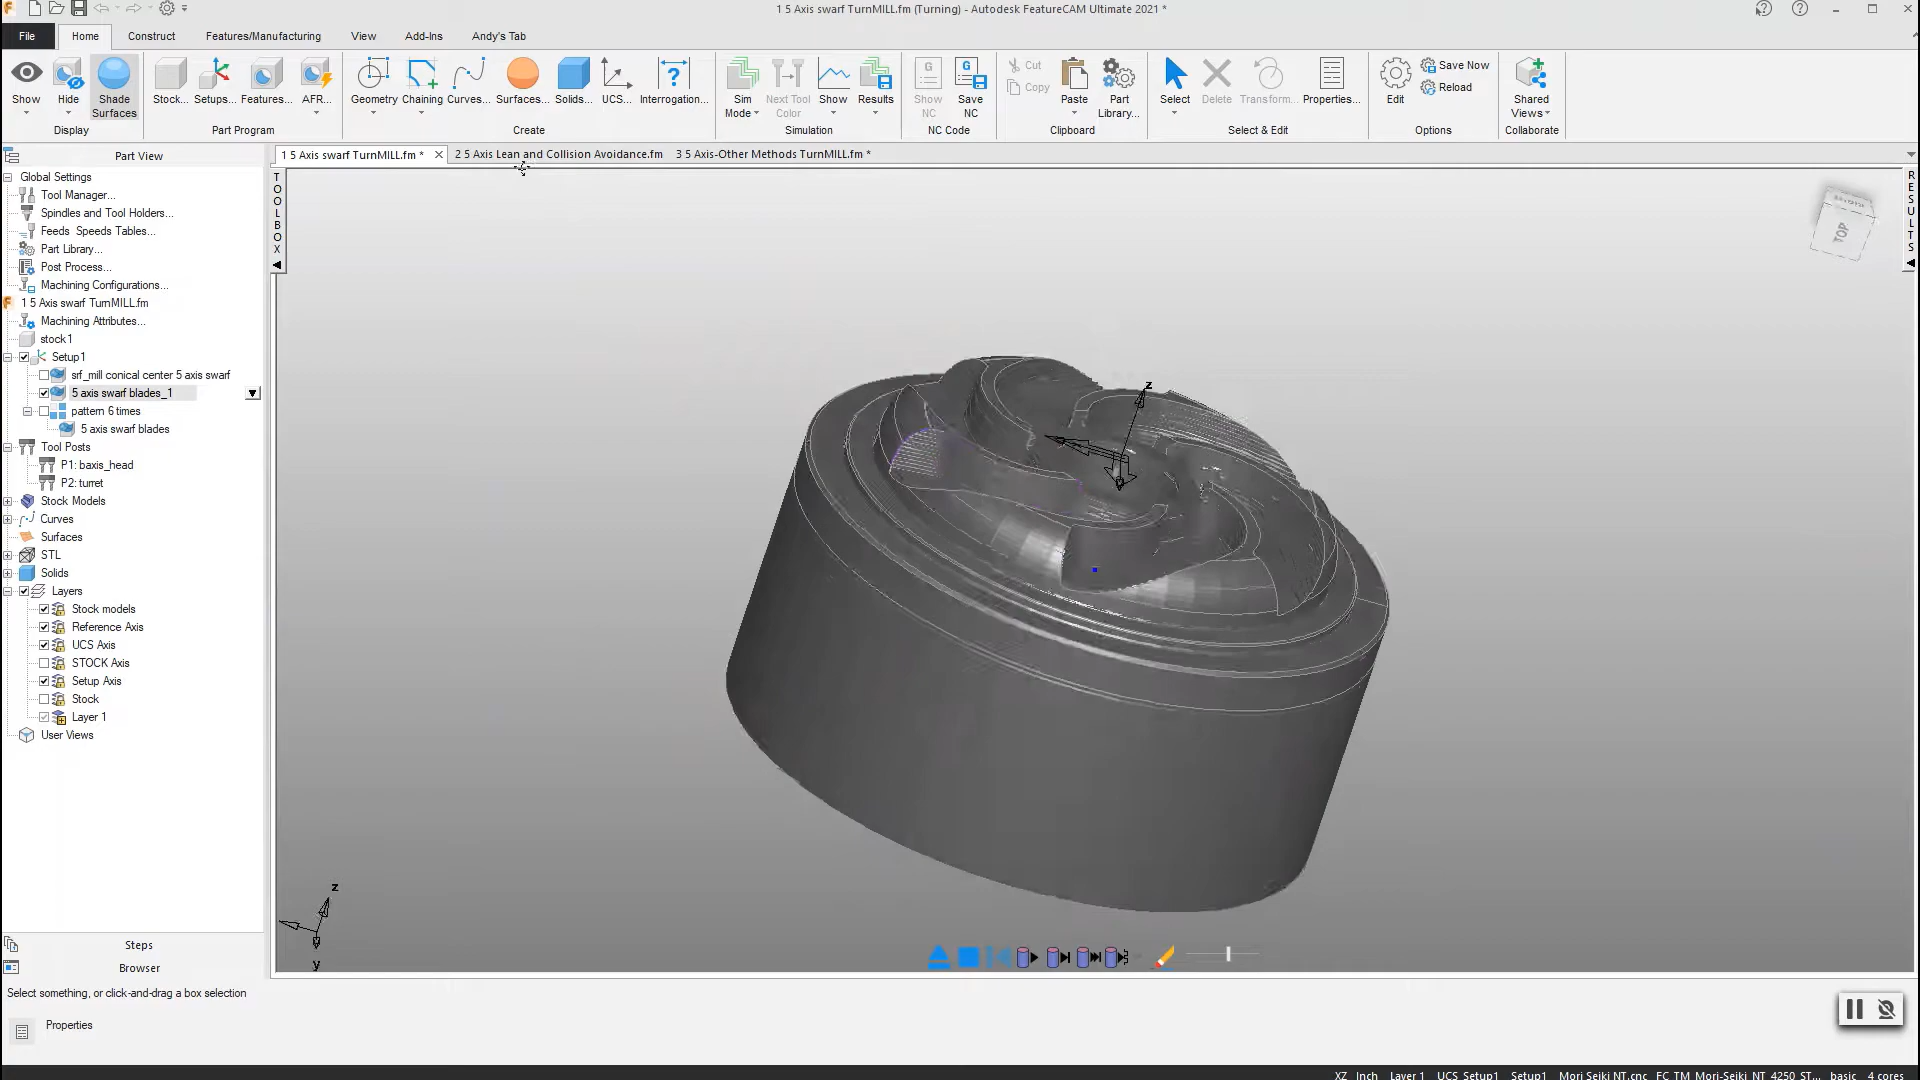 1 5 Axis swarf TurnMILL.fm (Turning) - Autodesk FeatureCAM Ultimate 2021 *
File Home Construct Features/Manufacturing View Add-Ins Andy's Tab
Show Hide Shade Surfaces Stock... Setups... Features... AFR... Geometry Chaining Curves... Surfaces... Solids... UCS... Interrogation... Sim Mode Next Tool Color Show Results Show NC Save NC Cut Copy Paste Part Library... Select Delete Transform... Properties... Edit Save Now Reload Shared Views
Display Part Program Create Simulation NC Code Clipboard Select & Edit Options Collaborate
Part View
1 5 Axis swarf TurnMILL.fm * 2 5 Axis Lean and Collision Avoidance.fm 3 5 Axis-Other Methods TurnMILL.fm *
Global Settings
Tool Manager...
Spindles and Tool Holders...
Feeds Speeds Tables...
Part Library...
Post Process...
Machining Configurations...
1 5 Axis swarf TurnMILL.fm
Machining Attributes...
stock1
Setup1
srf_mill conical center 5 axis swarf
5 axis swarf blades_1
pattern 6 times
5 axis swarf blades
Tool Posts
P1: baxis_head
P2: turret
Stock Models
Curves
Surfaces
STL
Solids
Layers
Stock models
Reference Axis
UCS Axis
STOCK Axis
Setup Axis
Stock
Layer 1
User Views
TOOLBOX
RESULTS
TOP
z
z
y
Steps
Browser
Select something, or click-and-drag a box selection
Properties
XZ Inch Layer 1 UCS_Setup1 Setup1 Mori Seiki NT.cnc FC_TM_Mori-Seiki_NT_4250_ST... basic 4 cores